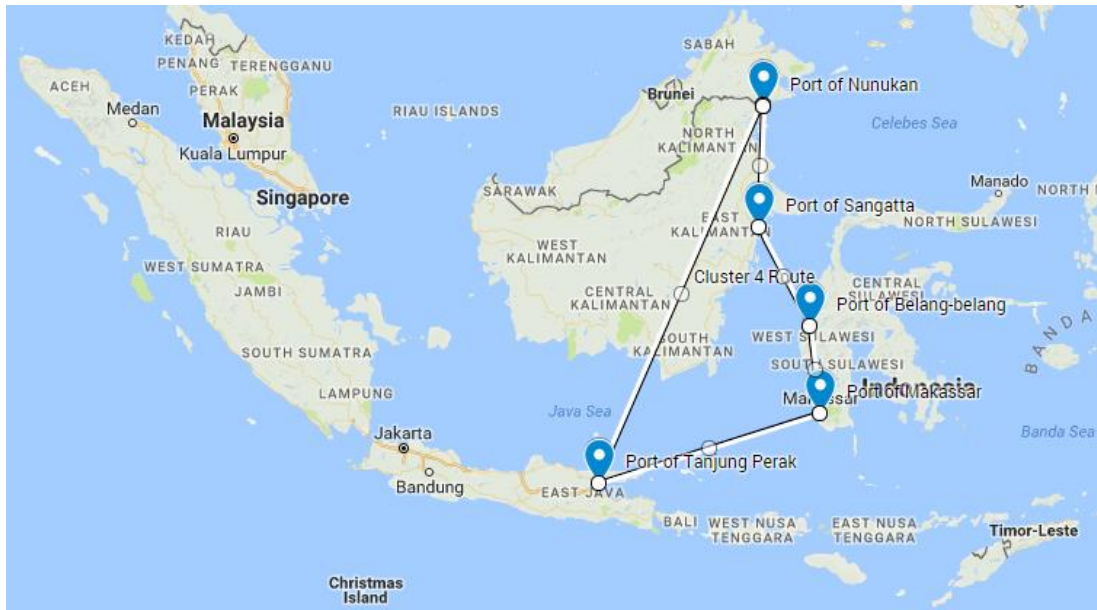 KEDAH
PENANG
TERENGGANU
PERAK
ACEH
Medan
Malaysia
Kuala Lumpur
RIAU ISLANDS
SABAH
Brunei
Port of Nunukan
NORTH
KALIMANTAN
Celebes Sea
SARAWAK
Singapore
Manado
NORTH M
RIAU
Port of Sangatta
EAST
KALIMANTAN
NORTH SULAWESI
WEST
KALIMANTAN
WEST SUMATRA
JAMBI
Cluster 4 Route
CENTRAL
KALIMANTAN
CENTRAL
SULAWESI
Port of Belang-belang
SOUTH
KALIMANTAN
WEST SULAWESI
BANDA
SOUTH SUMATRA
SOUTH SULAWESI
Indonesia
LAMPUNG
Makassar
Port of Makassar
Java Sea
Banda Sea
Jakarta
Bandung
Port of Tanjung Perak
EAST JAVA
BALI
WEST NUSA
TENGGARA
EAST NUSA
TENGGARA
Timor-Leste
Christmas
Island